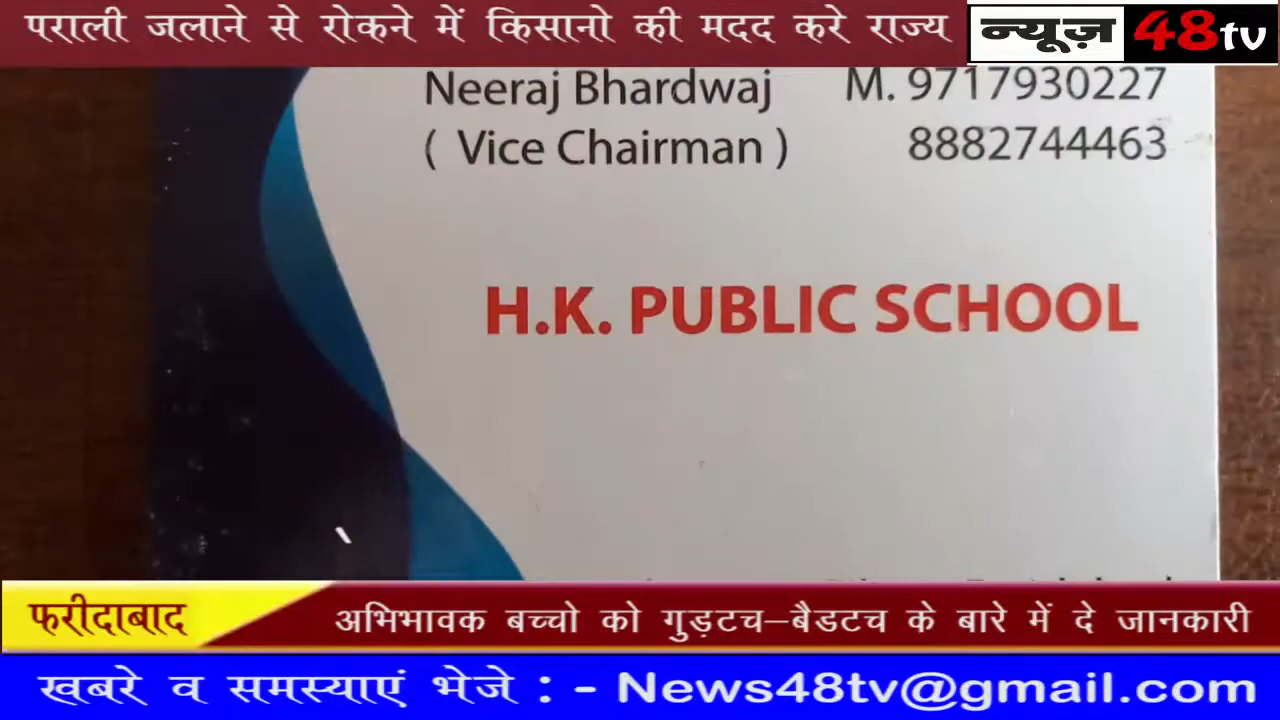 पराली जलाने से रोकने में किसानो की मदद करे राज्य
न्यूज़ 48tv
Neeraj Bhardwaj M. 9717930227
( Vice Chairman ) 8882744463
H.K. PUBLIC SCHOOL
फरीदाबाद
अभिभावक बच्चो को गुड़टच–बैडटच के बारे में दे जानकारी
खबरे व समस्याएं भेजे : - News48tv@gmail.com